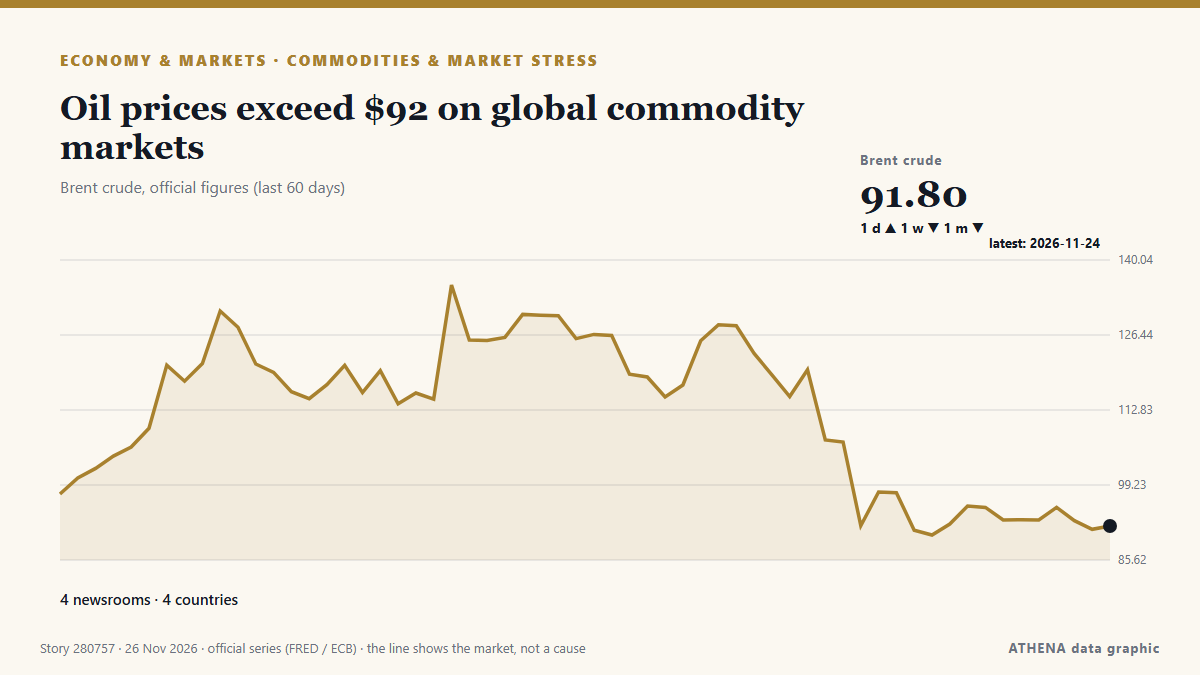 ECONOMY & MARKETS · COMMODITIES & MARKET STRESS
Oil prices exceed $92 on global commodity
markets
Brent crude, official figures (last 60 days)
Brent crude
91.80
1 d ▲ 1 w ▼ 1 m ▼
latest: 2026-11-24
140.04
126.44
112.83
99.23
85.62
4 newsrooms · 4 countries
Story 280757 · 26 Nov 2026 · official series (FRED / ECB) · the line shows the market, not a cause
ATHENA data graphic